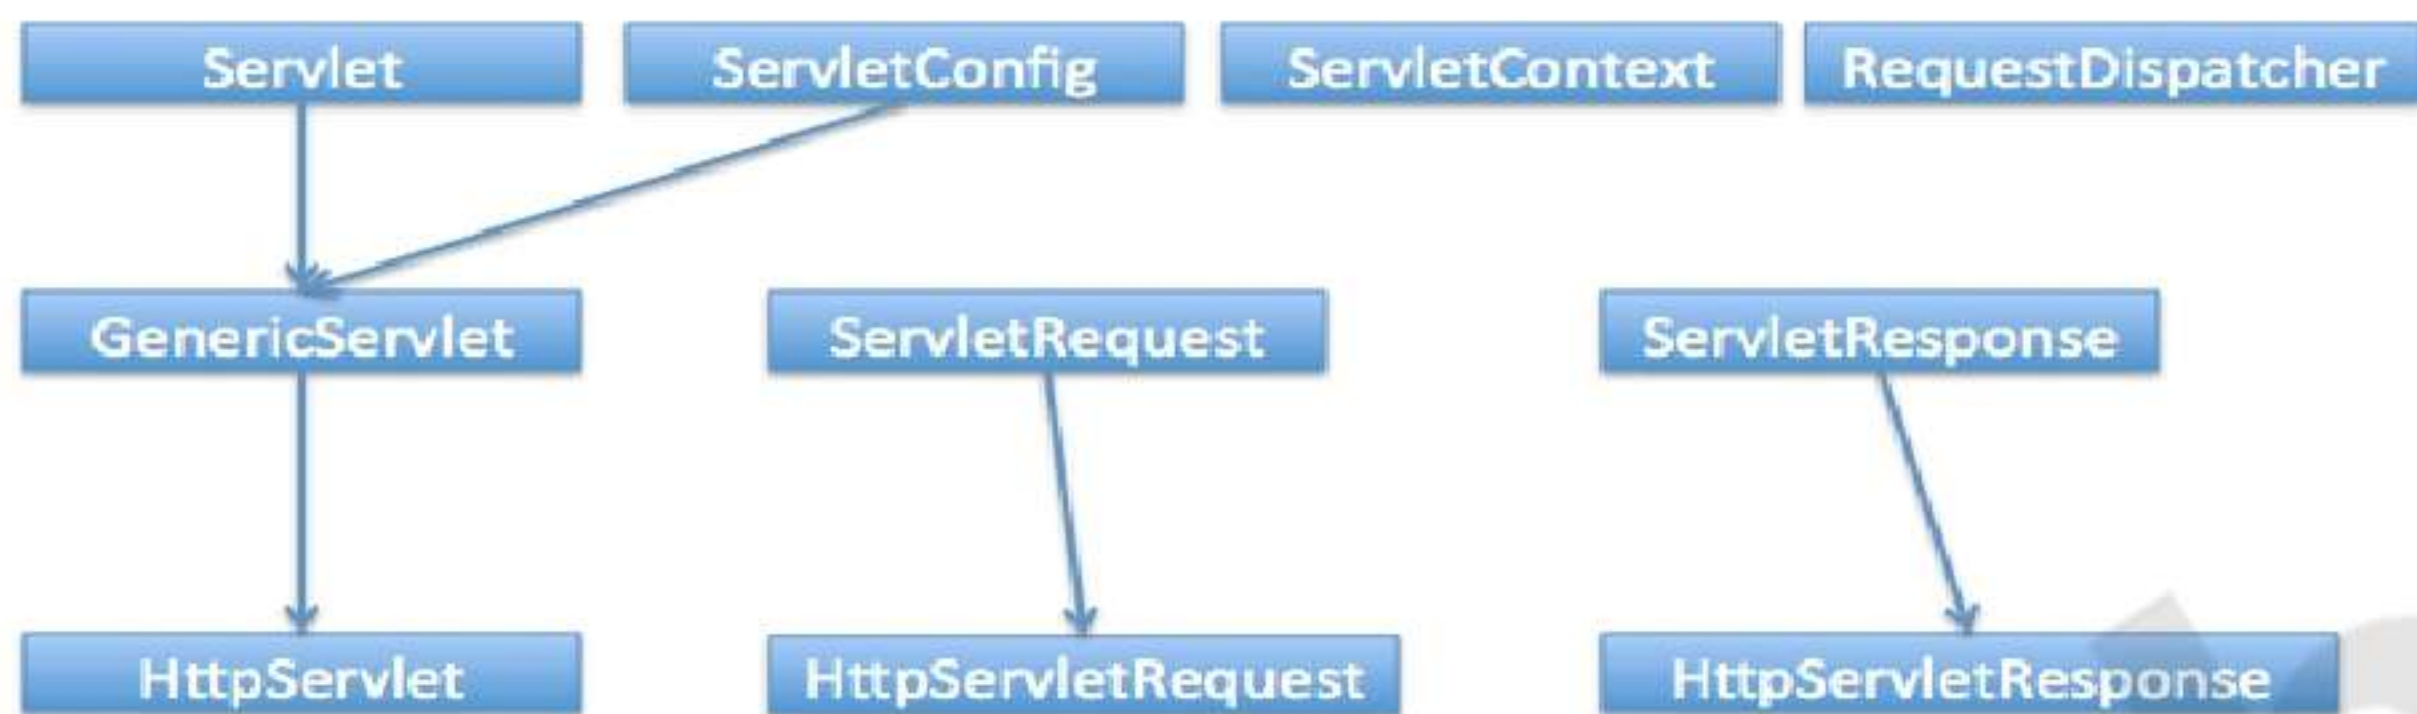 Servlet
ServletConfig
ServletContext
RequestDispatcher
GenericServlet
ServletRequest
ServletResponse
HttpServlet
HttpServletRequest
HttpServletResponse